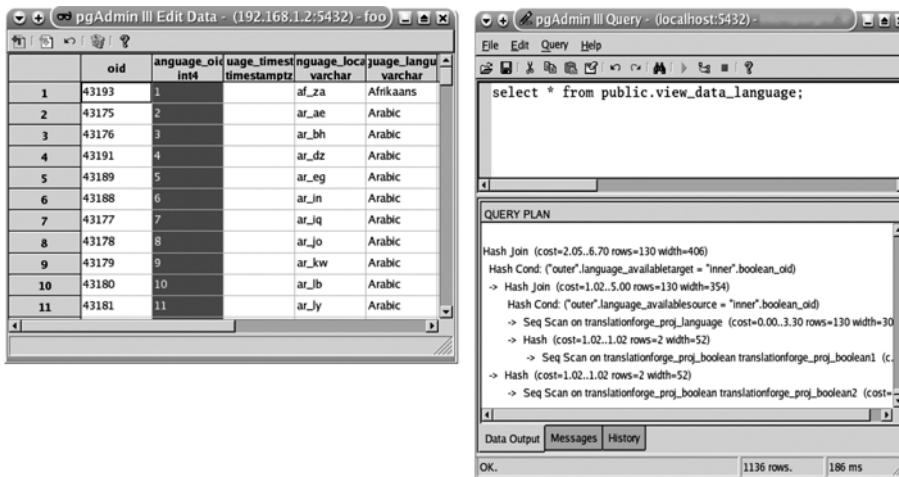 pgAdmin III Edit Data - (192.168.1.2:5432) - foo
oid anguage_oid int4 uage_timest timestamptz nguage_loca varchar guage_langu varchar
1 43193 1 af_za Afrikaans
2 43175 2 ar_ae Arabic
3 43176 3 ar_bh Arabic
4 43191 4 ar_dz Arabic
5 43189 5 ar_eg Arabic
6 43188 6 ar_in Arabic
7 43177 7 ar_iq Arabic
8 43178 8 ar_jo Arabic
9 43179 9 ar_kw Arabic
10 43180 10 ar_lb Arabic
11 43181 11 ar_ly Arabic
pgAdmin III Query - (localhost:5432) -
File Edit Query Help
select * from public.view_data_language;
QUERY PLAN
Hash Join (cost=2.05..6.70 rows=130 width=406)
Hash Cond: ("outer".language_availabletarget = "inner".boolean_oid)
-> Hash Join (cost=1.02..5.00 rows=130 width=354)
Hash Cond: ("outer".language_availablesource = "inner".boolean_oid)
-> Seq Scan on translationforge_proj_language (cost=0.00..3.30 rows=130 width=30
-> Hash (cost=1.02..1.02 rows=2 width=52)
-> Seq Scan on translationforge_proj_boolean translationforge_proj_boolean1 (c.
-> Hash (cost=1.02..1.02 rows=2 width=52)
-> Seq Scan on translationforge_proj_boolean translationforge_proj_boolean2 (cost=
Data Output Messages History
OK. 1136 rows. 186 ms